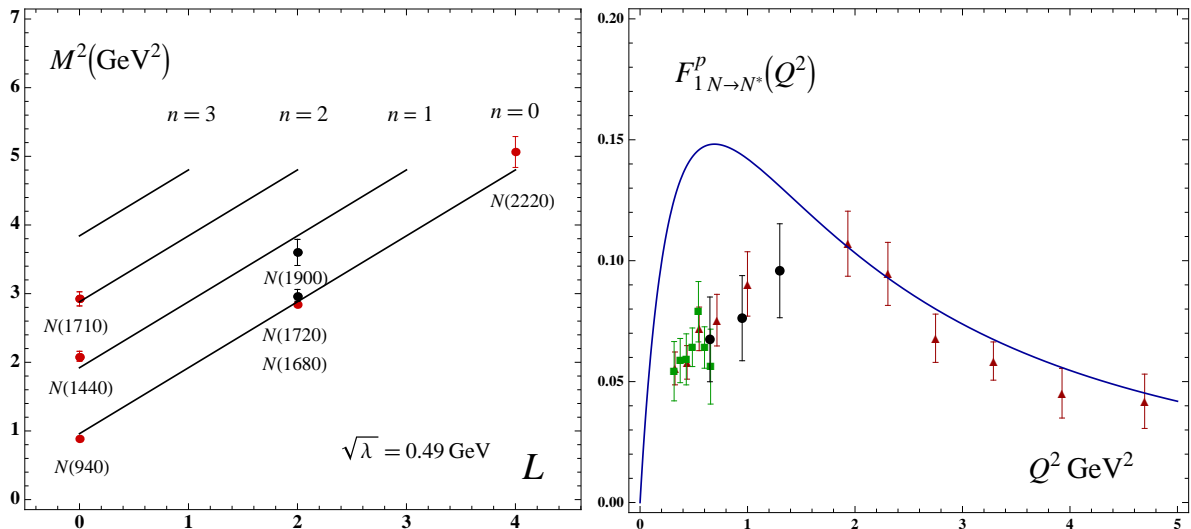 7
6
5
4
3
2
1
0
M²(GeV²)
n = 3 n = 2 n = 1 n = 0
N(2220)
N(1900)
N(1710)
N(1720)
N(1680)
N(1440)
N(940)
√λ = 0.49 GeV
L
0 1 2 3 4
0.20
0.15
0.10
0.05
0.00
F₁ᵖ N→N*(Q²)
Q² GeV²
0 1 2 3 4 5